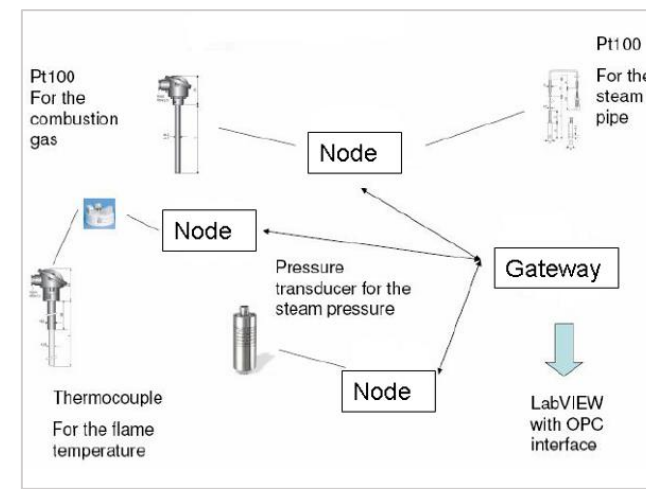 Pt100
For the
combustion
gas
Node
Pt100
For the
steam
pipe
Node
Pressure
transducer for the
steam pressure
Gateway
Thermocouple
For the flame
temperature
Node
LabVIEW
with OPC
interface